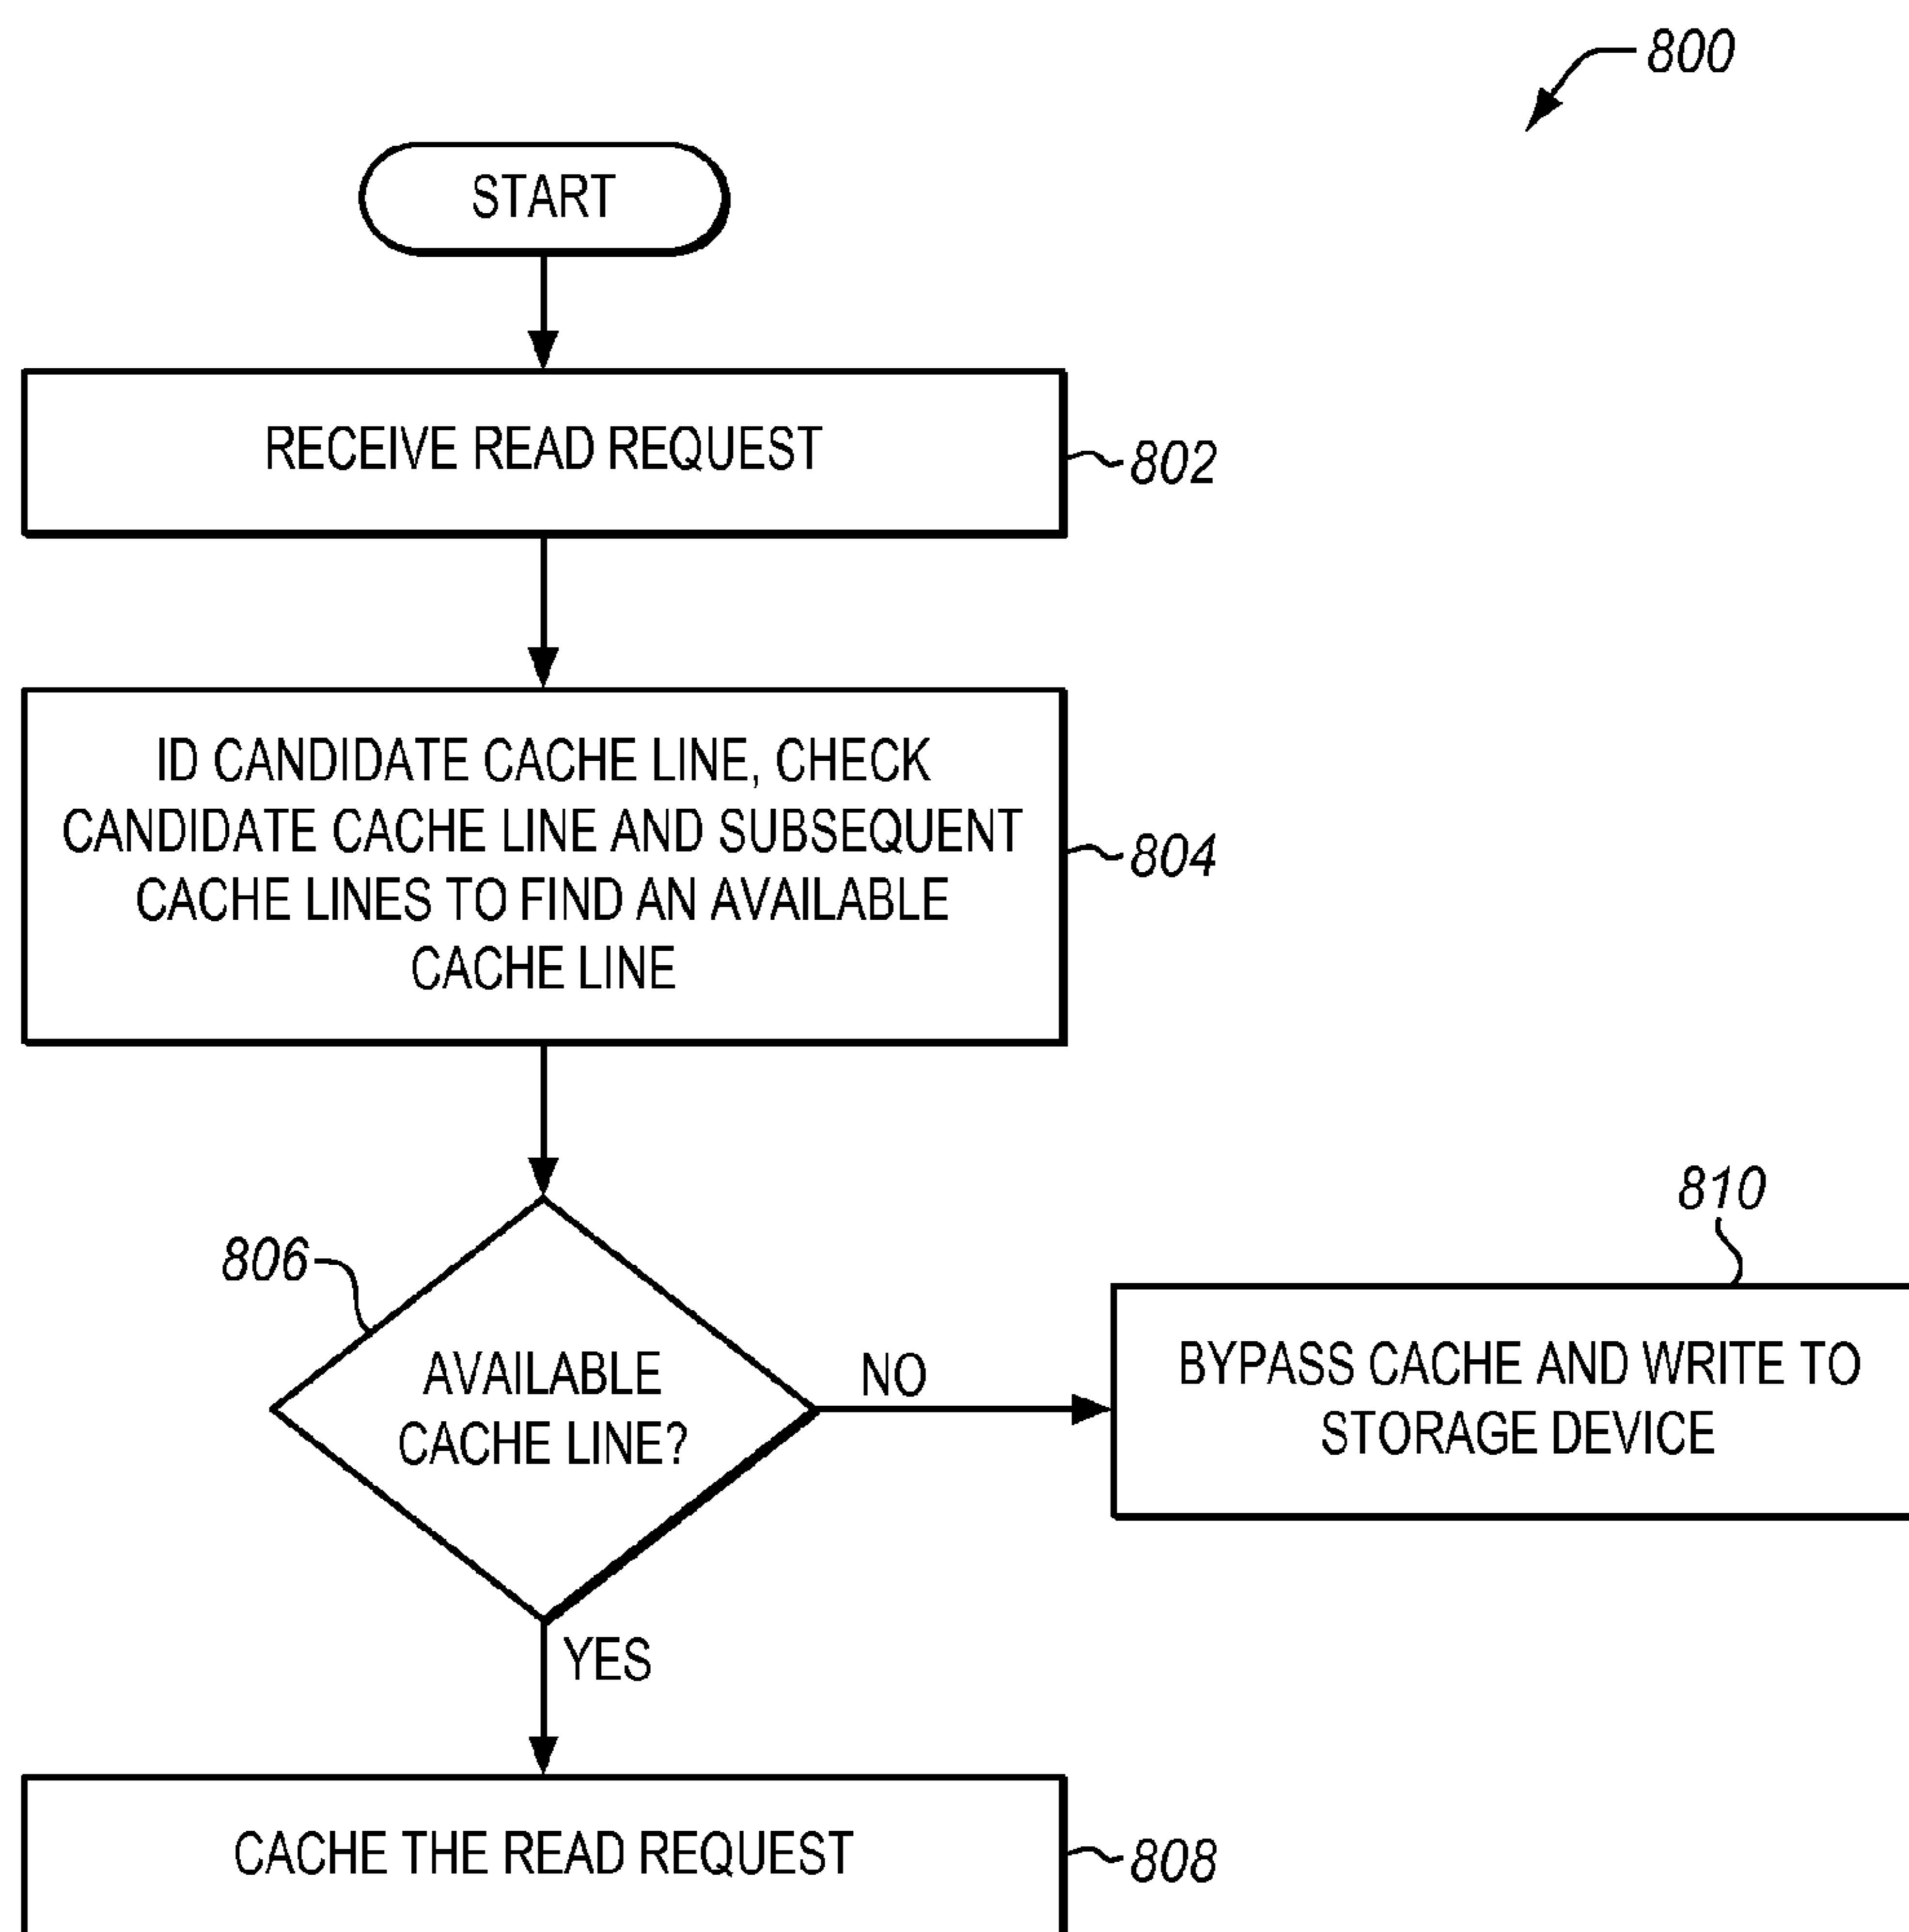 800
START
RECEIVE READ REQUEST
802
ID CANDIDATE CACHE LINE, CHECK
CANDIDATE CACHE LINE AND SUBSEQUENT
CACHE LINES TO FIND AN AVAILABLE
CACHE LINE
804
806
AVAILABLE
CACHE LINE?
NO
810
BYPASS CACHE AND WRITE TO
STORAGE DEVICE
YES
CACHE THE READ REQUEST
808